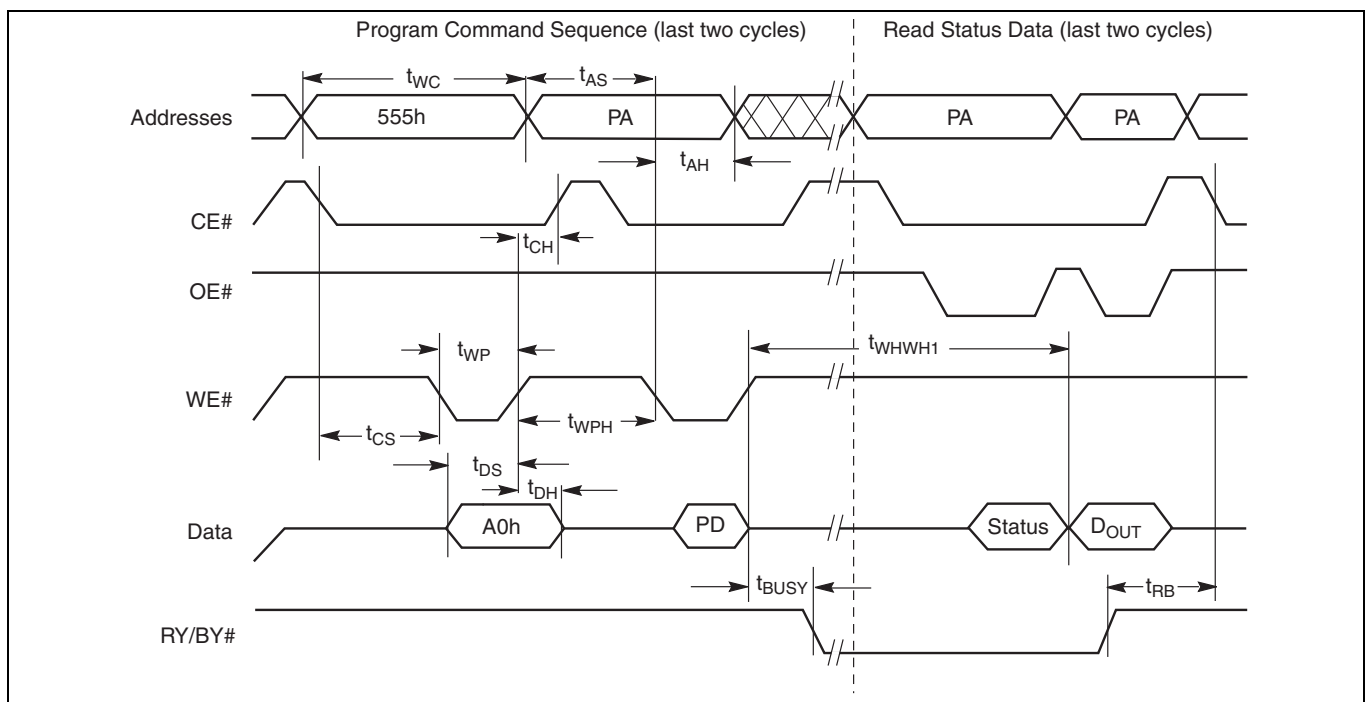 Program Command Sequence (last two cycles)
Read Status Data (last two cycles)
tWC
tAS
Addresses
555h
PA
PA
PA
tAH
CE#
tCH
OE#
tWP
tWHWH1
WE#
tCS
tWPH
tDS
tDH
Data
A0h
PD
Status
DOUT
tBUSY
tRB
RY/BY#